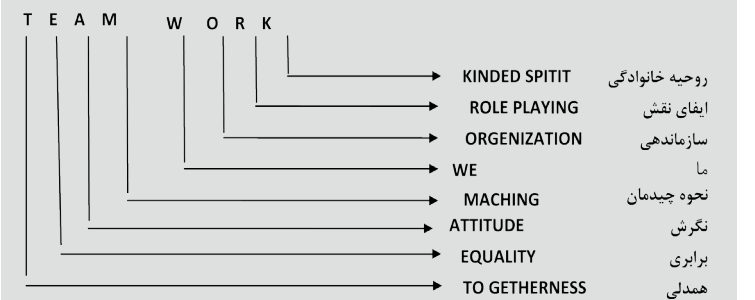 T E A M W O R K
KINDED SPITIT روحیه خانوادگی
ROLE PLAYING ایفای نقش
ORGENIZATION سازماندهی
WE ما
MACHING نحوه چیدمان
ATTITUDE نگرش
EQUALITY برابری
TO GETHERNESS همدلی